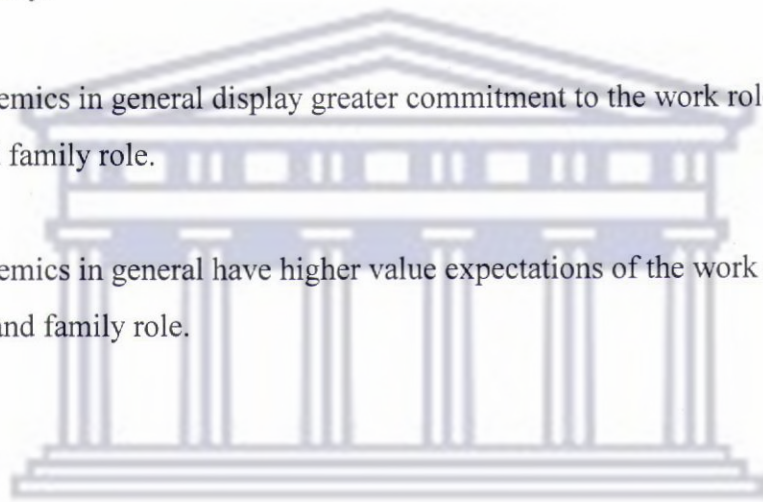 emics in general display greater commitment to the work rol
family role.
emics in general have higher value expectations of the work
and family role.